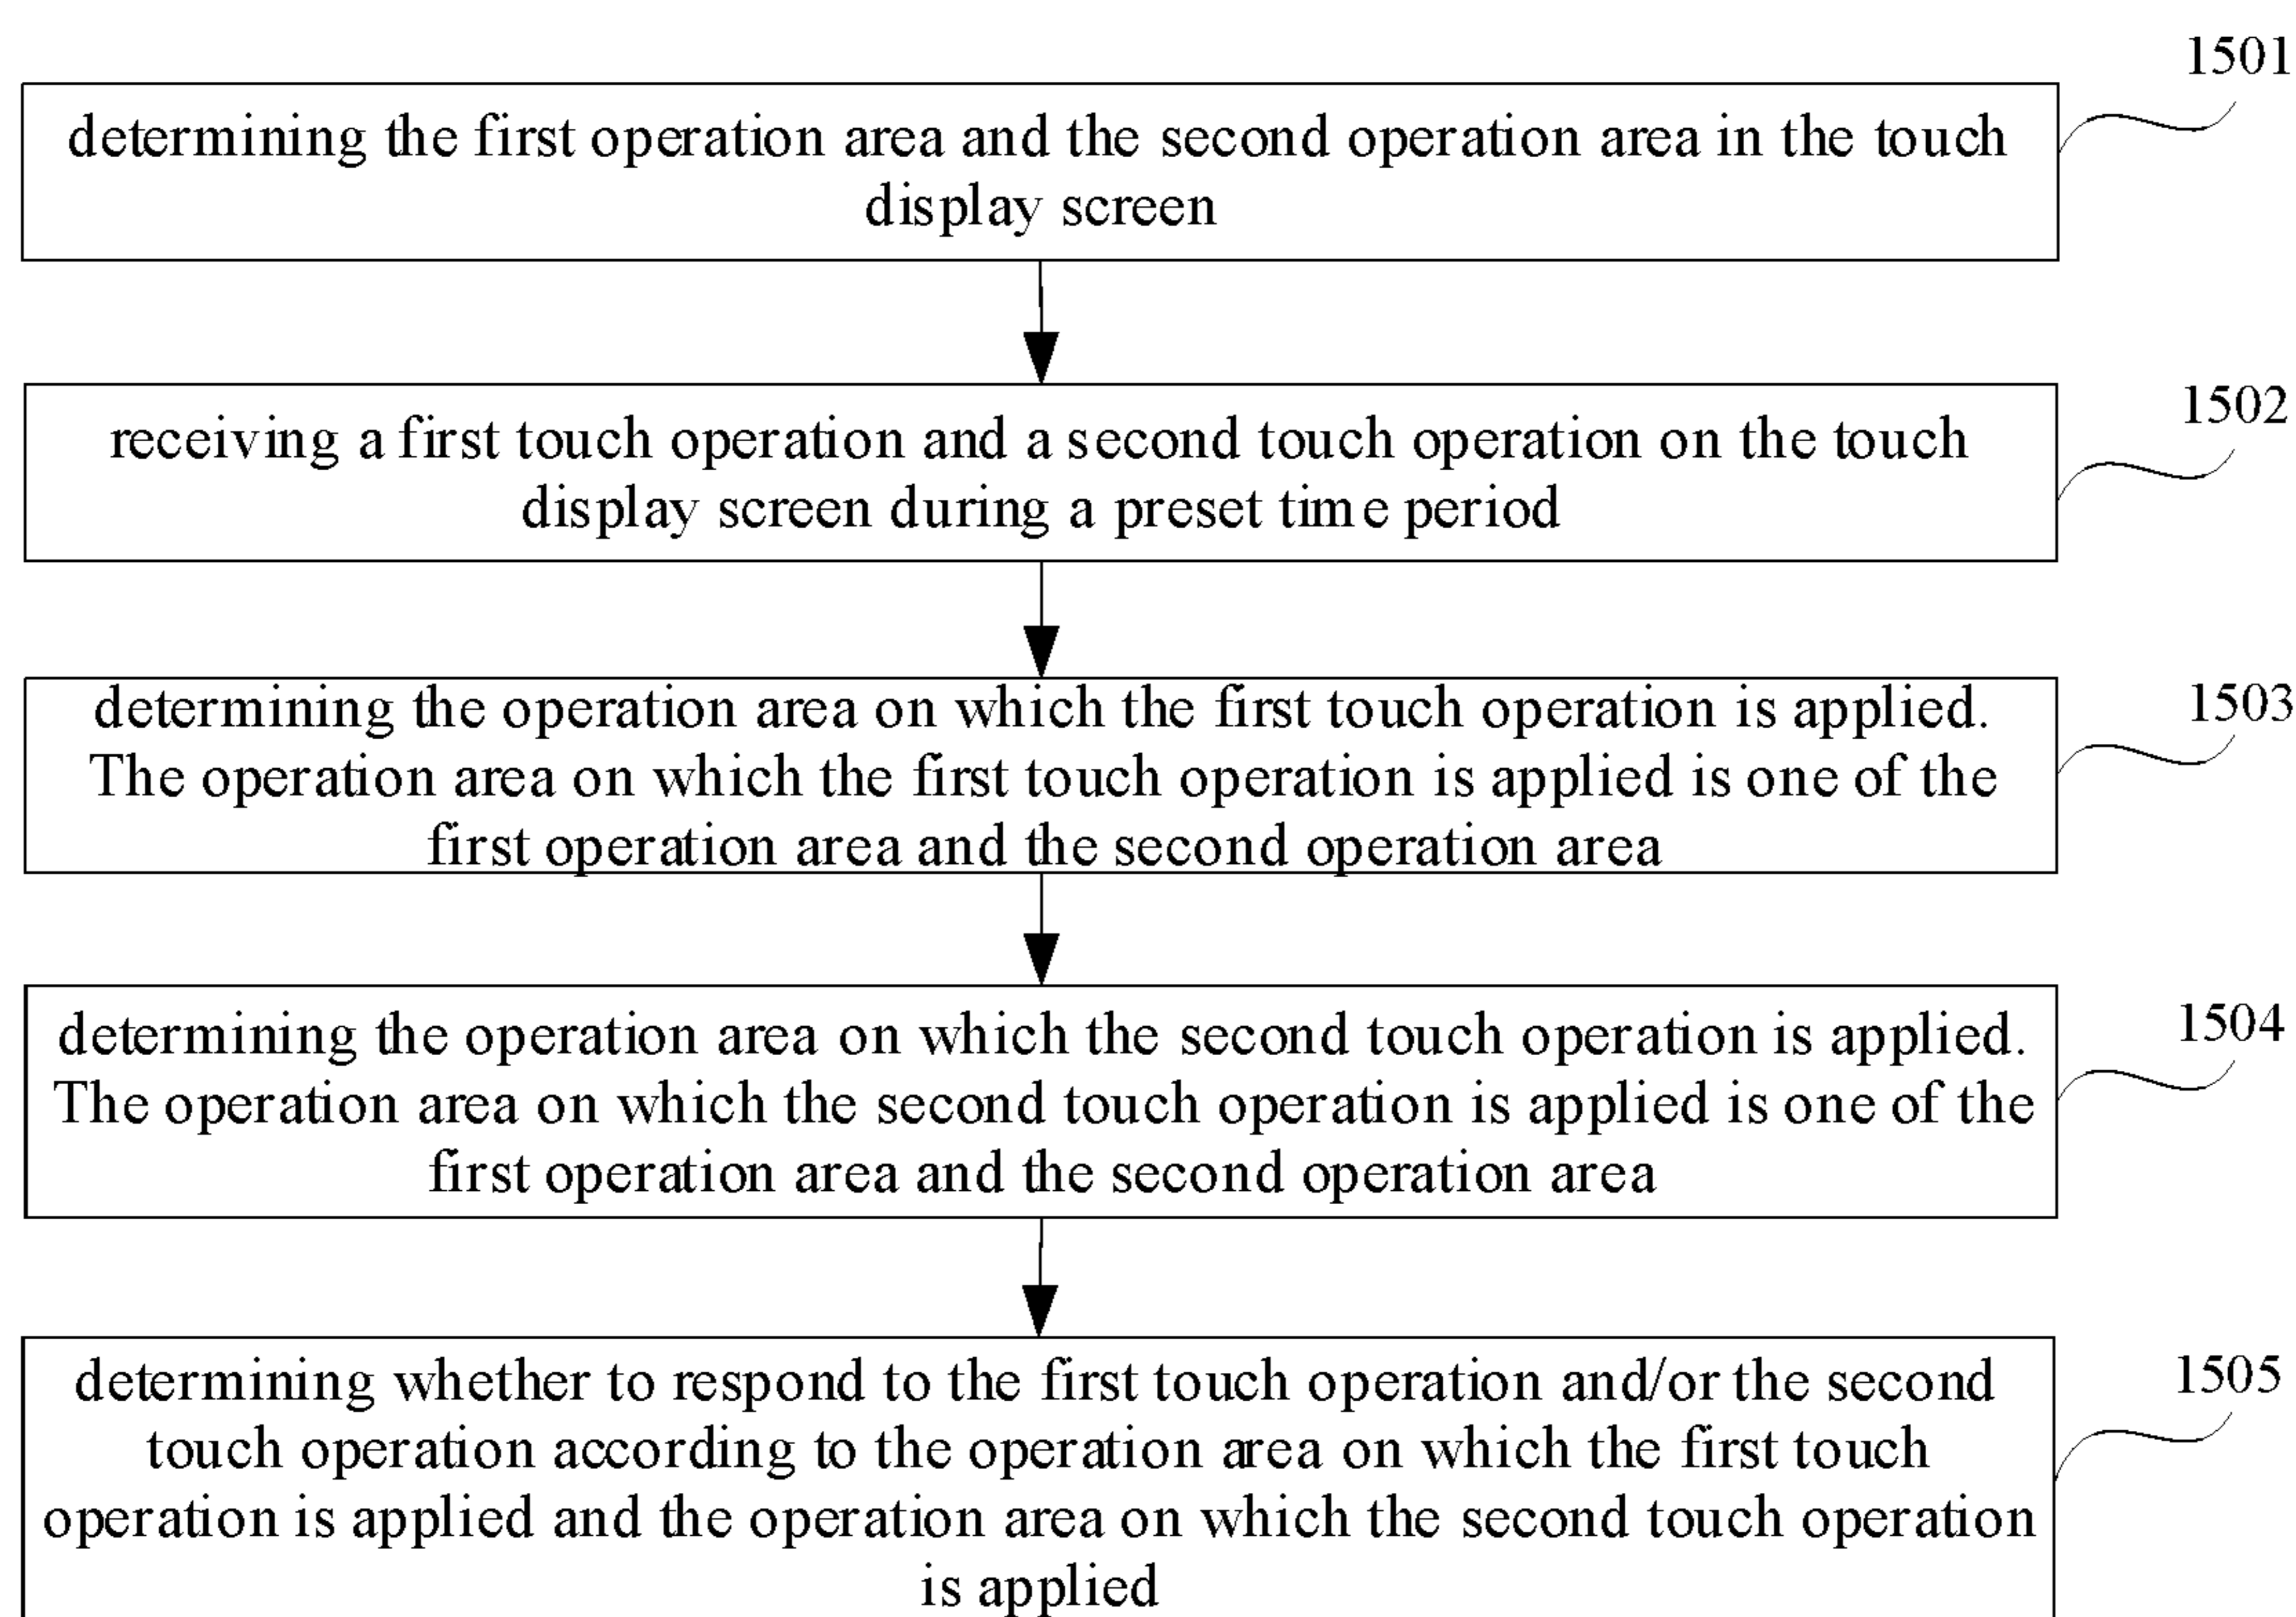 1501
determining the first operation area and the second operation area in the touch
display screen
1502
receiving a first touch operation and a second touch operation on the touch
display screen during a preset time period
1503
determining the operation area on which the first touch operation is applied.
The operation area on which the first touch operation is applied is one of the
first operation area and the second operation area
1504
determining the operation area on which the second touch operation is applied.
The operation area on which the second touch operation is applied is one of the
first operation area and the second operation area
1505
determining whether to respond to the first touch operation and/or the second
touch operation according to the operation area on which the first touch
operation is applied and the operation area on which the second touch operation
is applied